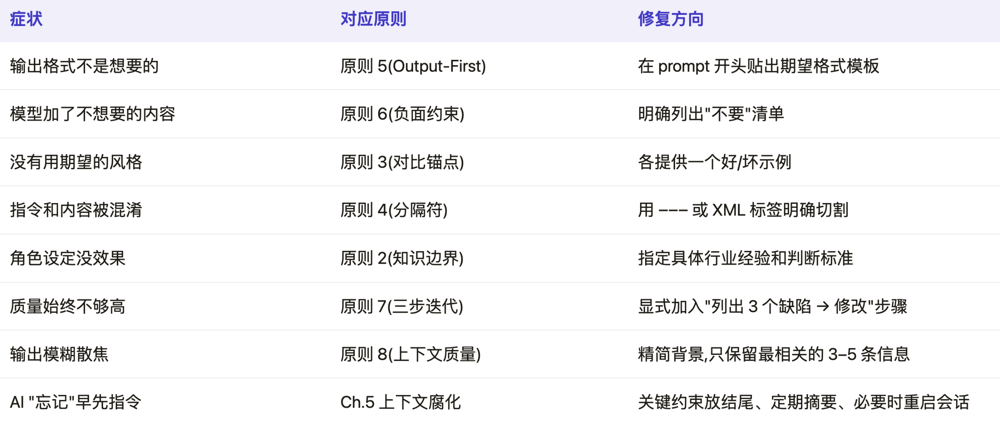 症状 对应原则 修复方向
输出格式不是想要的 原则 5(Output-First) 在 prompt 开头贴出期望格式模板
模型加了不想要的内容 原则 6(负面约束) 明确列出"不要"清单
没有用期望的风格 原则 3(对比锚点) 各提供一个好/坏示例
指令和内容被混淆 原则 4(分隔符) 用 --- 或 XML 标签明确切割
角色设定没效果 原则 2(知识边界) 指定具体行业经验和判断标准
质量始终不够高 原则 7(三步迭代) 显式加入"列出 3 个缺陷 → 修改"步骤
输出模糊散焦 原则 8(上下文质量) 精简背景,只保留最相关的 3–5 条信息
AI "忘记"早先指令 Ch.5 上下文腐化 关键约束放结尾、定期摘要、必要时重启会话